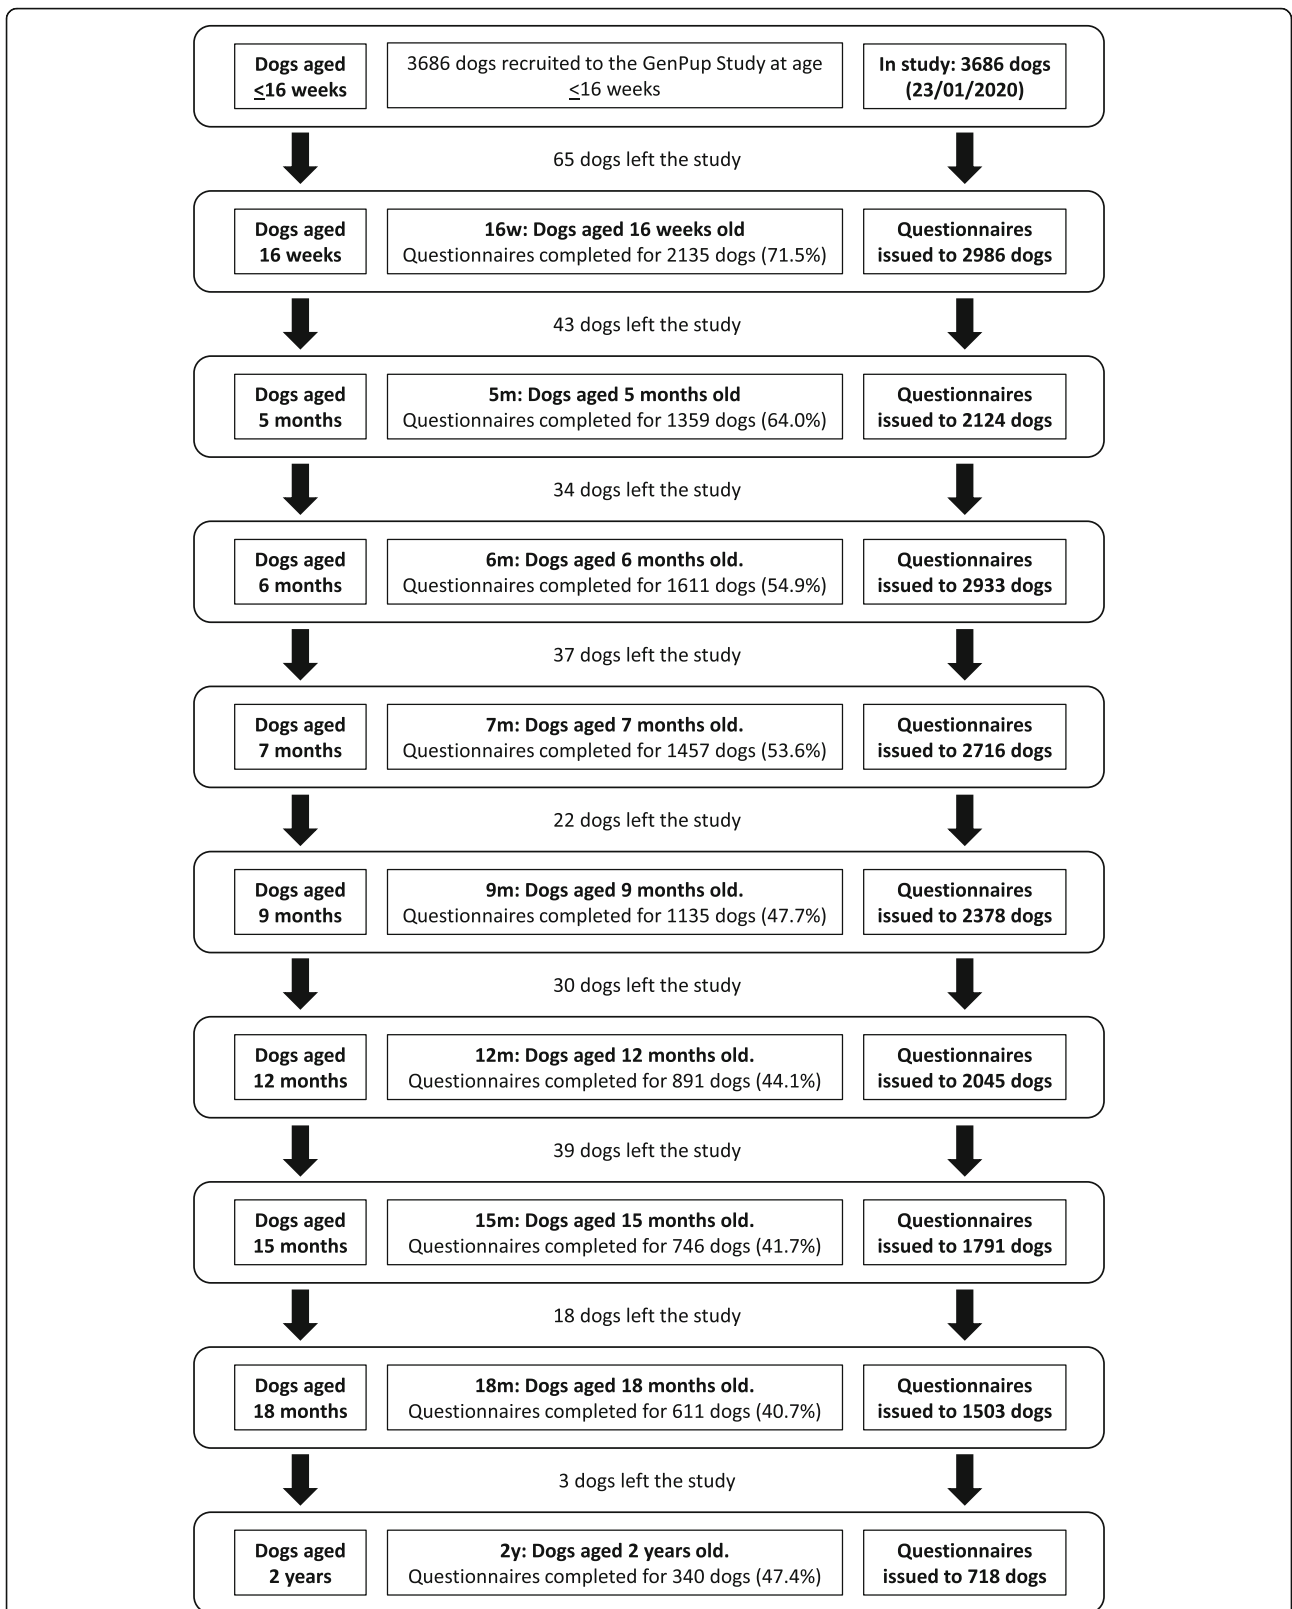 Dogs aged
≤16 weeks
3686 dogs recruited to the GenPup Study at age
≤16 weeks
In study: 3686 dogs
(23/01/2020)
65 dogs left the study
Dogs aged
16 weeks
16w: Dogs aged 16 weeks old
Questionnaires completed for 2135 dogs (71.5%)
Questionnaires
issued to 2986 dogs
43 dogs left the study
Dogs aged
5 months
5m: Dogs aged 5 months old
Questionnaires completed for 1359 dogs (64.0%)
Questionnaires
issued to 2124 dogs
34 dogs left the study
Dogs aged
6 months
6m: Dogs aged 6 months old.
Questionnaires completed for 1611 dogs (54.9%)
Questionnaires
issued to 2933 dogs
37 dogs left the study
Dogs aged
7 months
7m: Dogs aged 7 months old.
Questionnaires completed for 1457 dogs (53.6%)
Questionnaires
issued to 2716 dogs
22 dogs left the study
Dogs aged
9 months
9m: Dogs aged 9 months old.
Questionnaires completed for 1135 dogs (47.7%)
Questionnaires
issued to 2378 dogs
30 dogs left the study
Dogs aged
12 months
12m: Dogs aged 12 months old.
Questionnaires completed for 891 dogs (44.1%)
Questionnaires
issued to 2045 dogs
39 dogs left the study
Dogs aged
15 months
15m: Dogs aged 15 months old.
Questionnaires completed for 746 dogs (41.7%)
Questionnaires
issued to 1791 dogs
18 dogs left the study
Dogs aged
18 months
18m: Dogs aged 18 months old.
Questionnaires completed for 611 dogs (40.7%)
Questionnaires
issued to 1503 dogs
3 dogs left the study
Dogs aged
2 years
2y: Dogs aged 2 years old.
Questionnaires completed for 340 dogs (47.4%)
Questionnaires
issued to 718 dogs